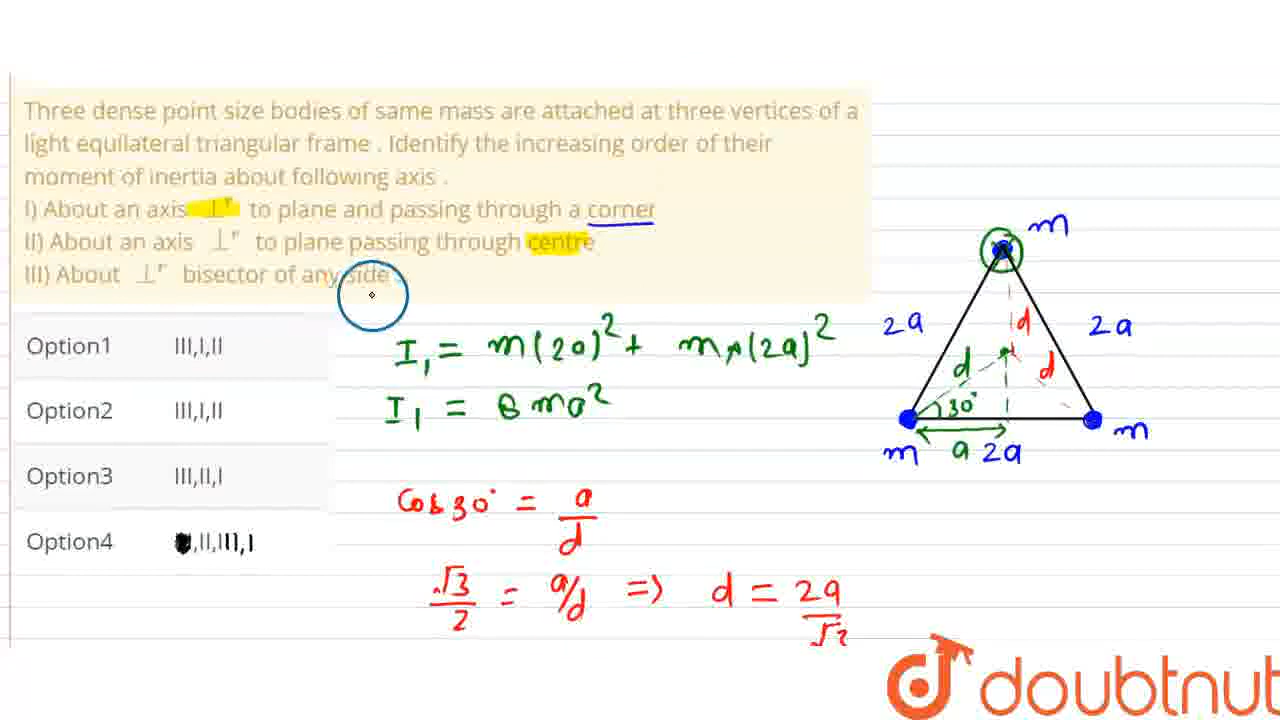 Three dense point size bodies of same mass are attached at three vertices of a
light equilateral triangular frame . Identify the increasing order of their
moment of inertia about following axis .
I) About an axis ⊥ʳ to plane and passing through a corner
II) About an axis ⊥ʳ to plane passing through centre
III) About ⊥ʳ bisector of any side .
Option1 III,I,II
Option2 III,I,II
Option3 III,II,I
Option4 ,II,III,I
I₁ = m(2a)² + m(2a)²
I₁ = 8ma²
Cos30° = a/d
√3/2 = a/d ⇒ d = 2a
m
2a
2a
d
d
d
30°
m
a
2a
m
doubtnut